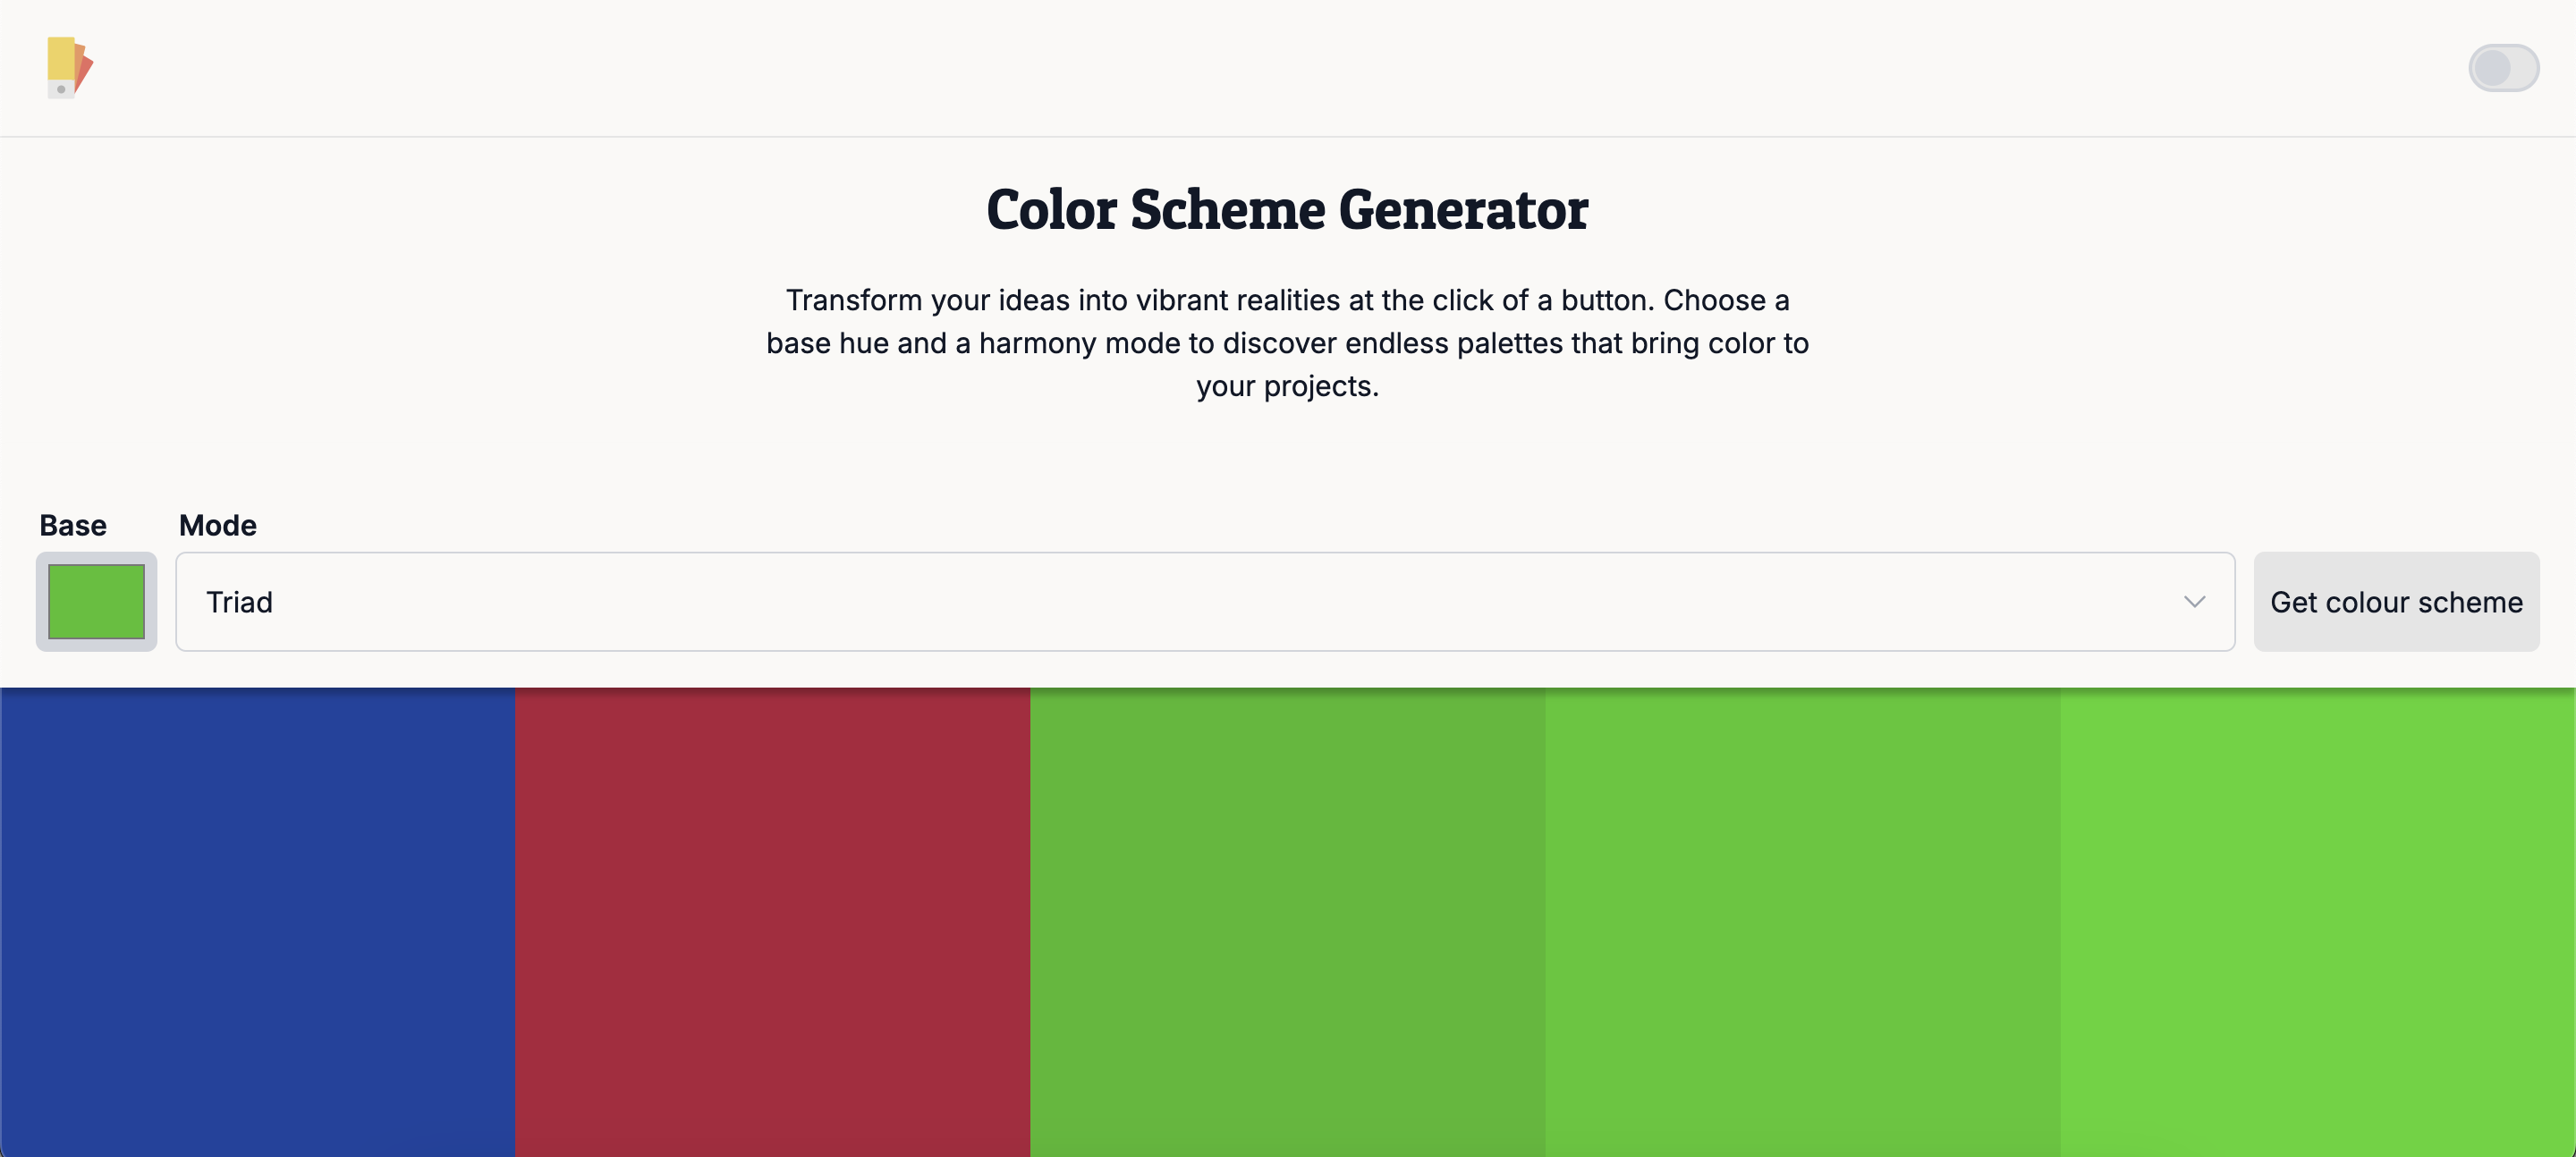 Color Scheme Generator
Transform your ideas into vibrant realities at the click of a button. Choose a
base hue and a harmony mode to discover endless palettes that bring color to
your projects.
Base
Mode
Triad
Get colour scheme